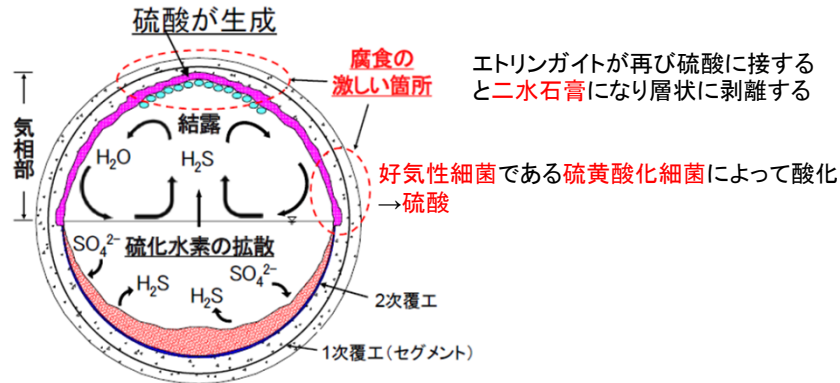 硫酸が生成
腐食の
激しい箇所
エトリンガイトが再び硫酸に接する
と二水石膏になり層状に剥離する
気相部
結露
H₂O
H₂S
好気性細菌である硫黄酸化細菌によって酸化
→硫酸
硫化水素の拡散
SO₄²⁻
H₂S
H₂S
SO₄²⁻
2次覆工
1次覆工(セグメント)